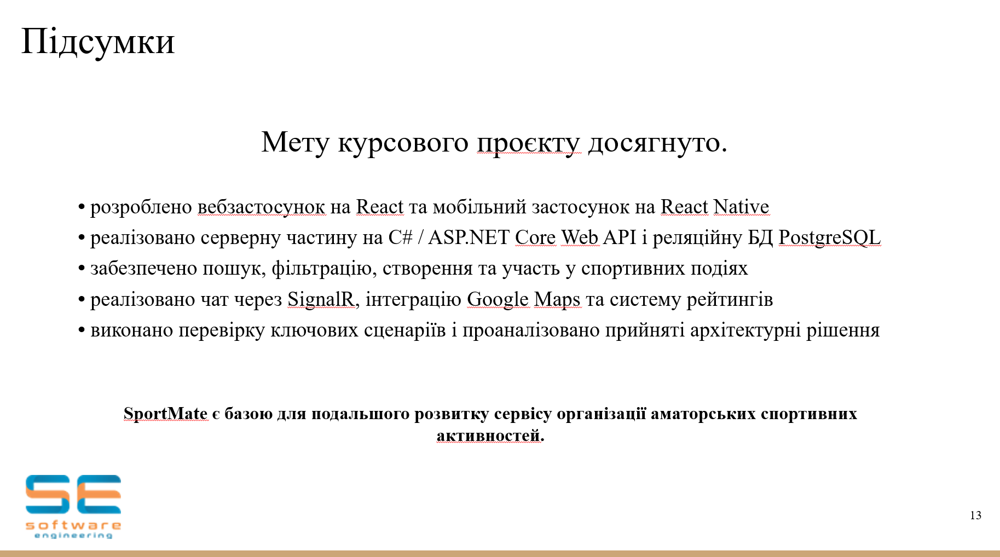 Підсумки
Мету курсового проєкту досягнуто.
• розроблено вебзастосунок на React та мобільний застосунок на React Native
• реалізовано серверну частину на C# / ASP.NET Core Web API і реляційну БД PostgreSQL
• забезпечено пошук, фільтрацію, створення та участь у спортивних подіях
• реалізовано чат через SignalR, інтеграцію Google Maps та систему рейтингів
• виконано перевірку ключових сценаріїв і проаналізовано прийняті архітектурні рішення
SportMate є базою для подальшого розвитку сервісу організації аматорських спортивних
активностей.
SE
software
engineering
13